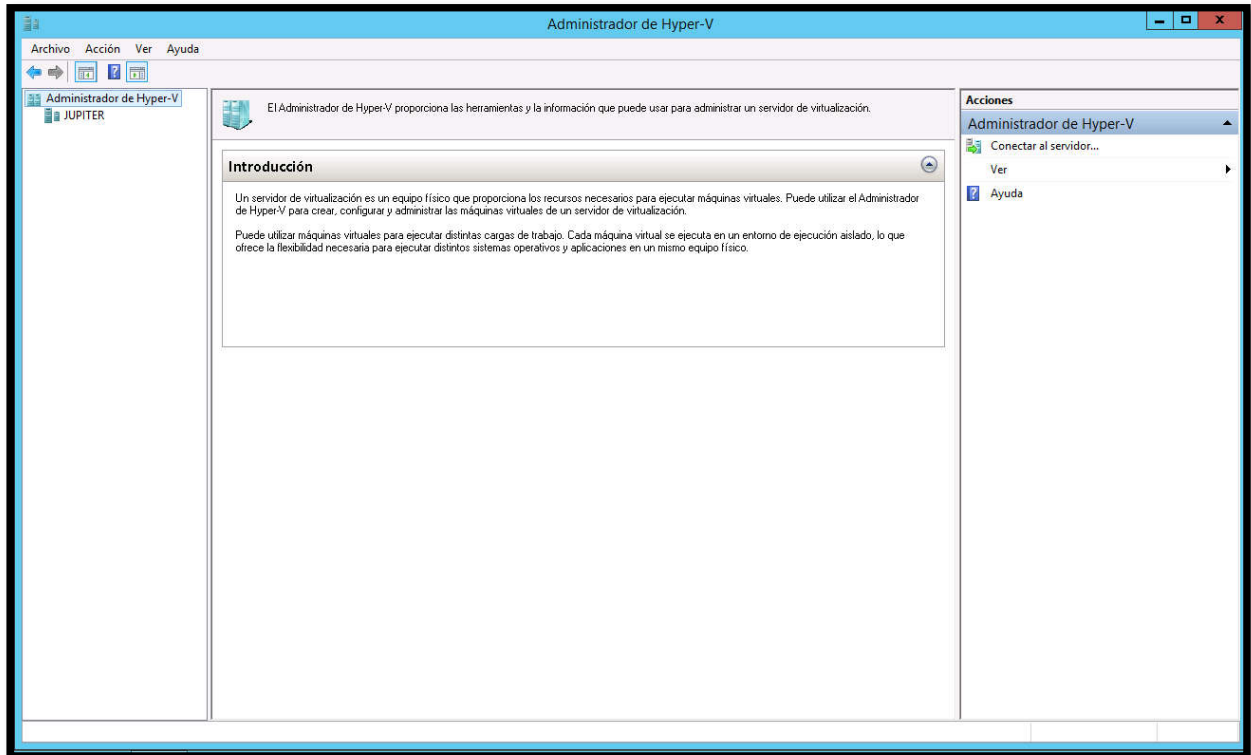 Administrador de Hyper-V
Archivo Acción Ver Ayuda
Administrador de Hyper-V
JUPITER
El Administrador de Hyper-V proporciona las herramientas y la información que puede usar para administrar un servidor de virtualización.
Introducción
Un servidor de virtualización es un equipo físico que proporciona los recursos necesarios para ejecutar máquinas virtuales. Puede utilizar el Administrador
de Hyper-V para crear, configurar y administrar las máquinas virtuales de un servidor de virtualización.
Puede utilizar máquinas virtuales para ejecutar distintas cargas de trabajo. Cada máquina virtual se ejecuta en un entorno de ejecución aislado, lo que
ofrece la flexibilidad necesaria para ejecutar distintos sistemas operativos y aplicaciones en un mismo equipo físico.
Acciones
Administrador de Hyper-V
Conectar al servidor...
Ver
Ayuda